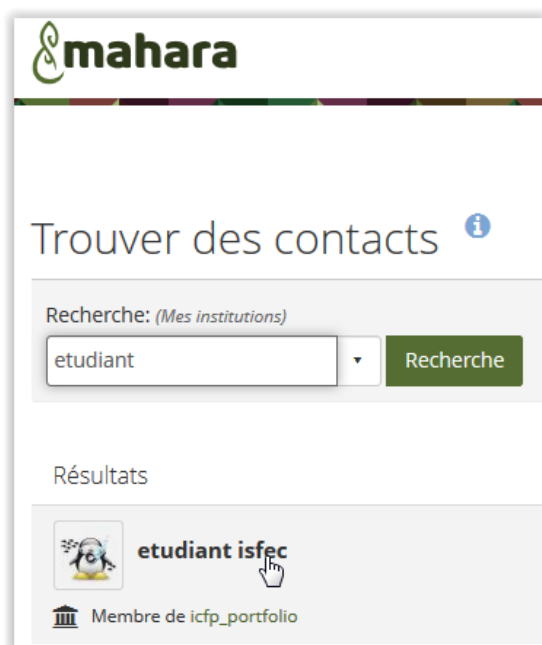 mahara
Trouver des contacts
Recherche: (Mes institutions)
etudiant
Recherche
Résultats
etudiant isfec
Membre de icfp_portfolio